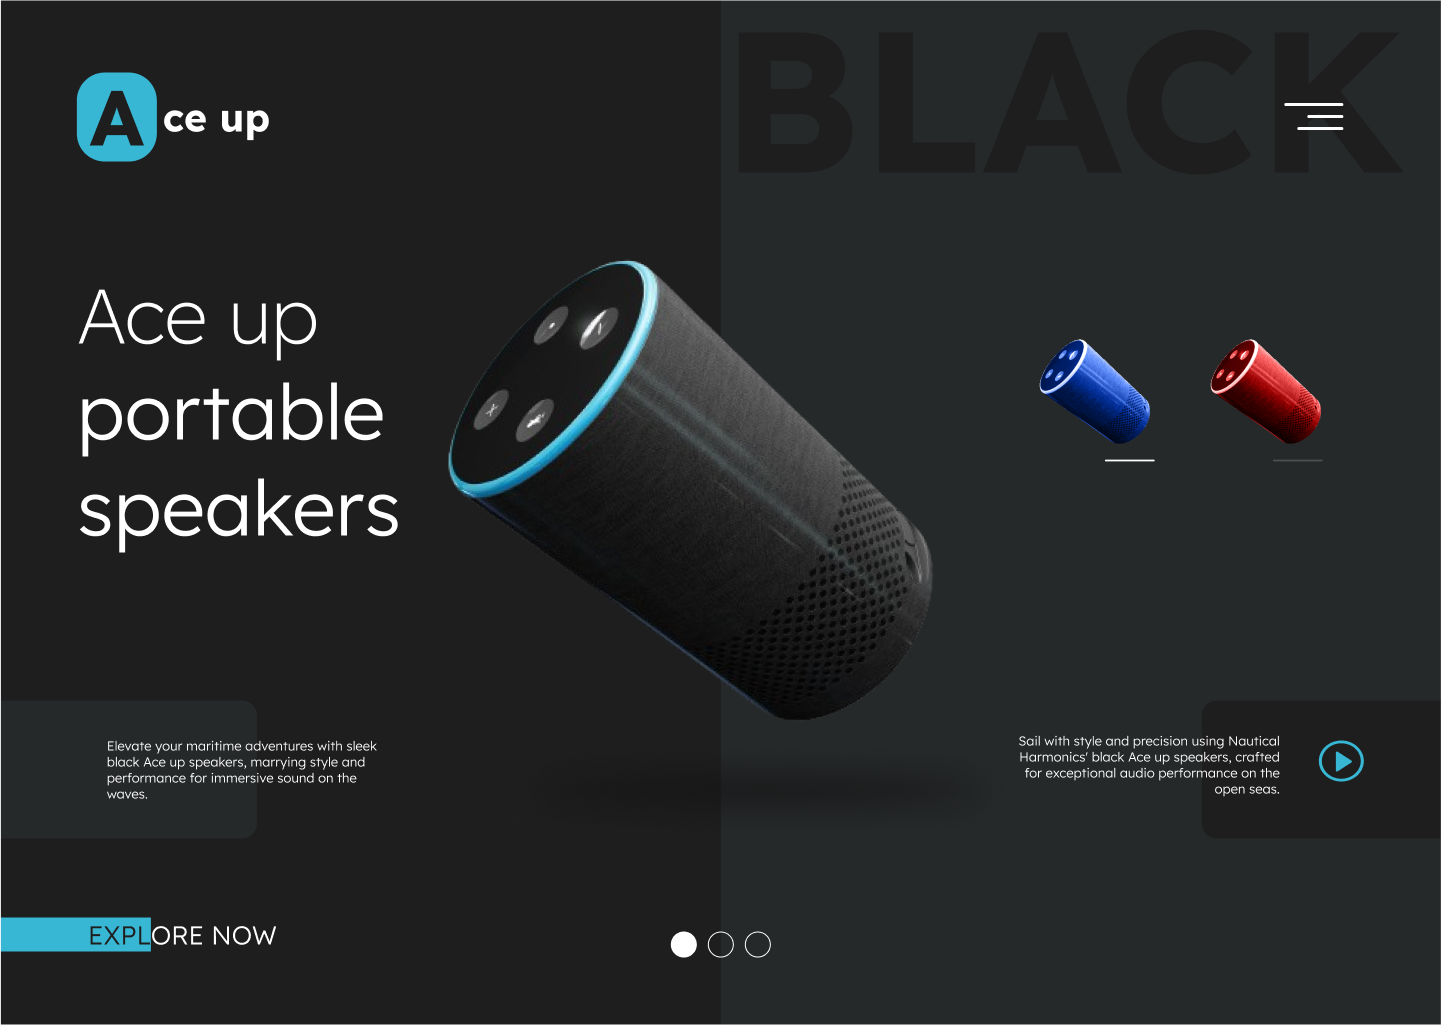 BLACK
Ace up
Ace up
portable
speakers
Elevate your maritime adventures with sleek
black Ace up speakers, marrying style and
performance for immersive sound on the
waves.
Sail with style and precision using Nautical
Harmonics' black Ace up speakers, crafted
for exceptional audio performance on the
open seas.
EXPLORE NOW